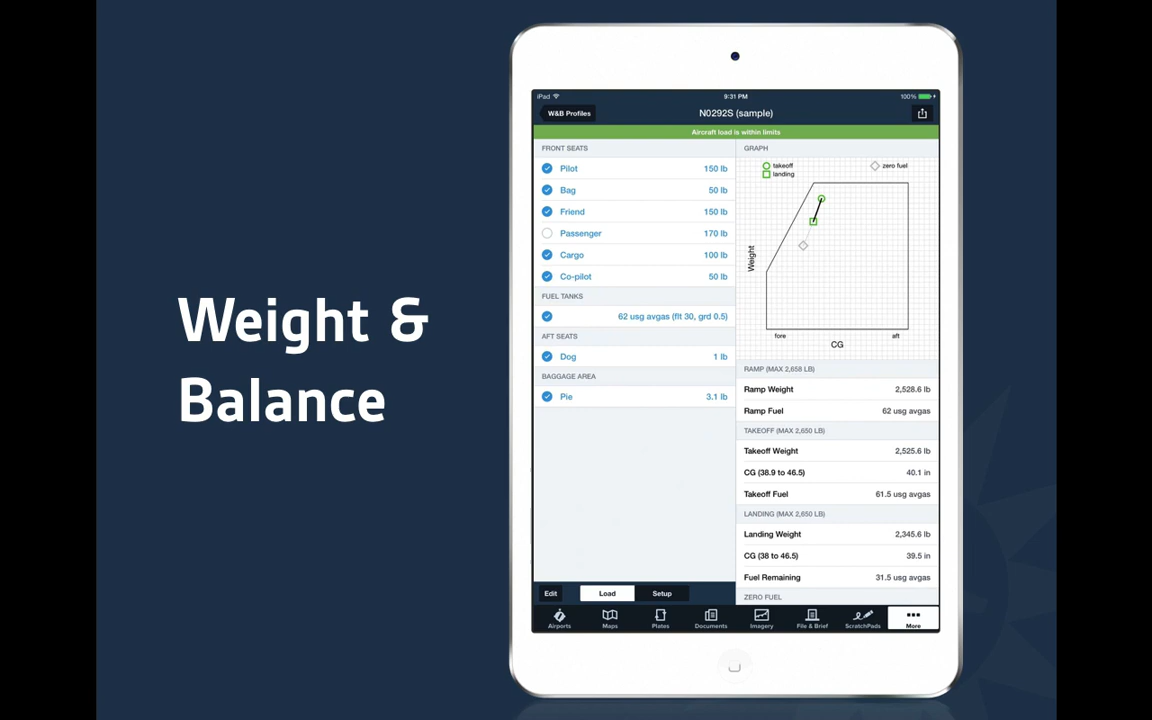 Weight &
Balance
iPad
9:31 PM
100%
W&B Profiles
N0292S (sample)
Aircraft load is within limits
FRONT SEATS
Pilot 150 lb
Bag 50 lb
Friend 150 lb
Passenger 170 lb
Cargo 100 lb
Co-pilot 50 lb
FUEL TANKS
62 usg avgas (flt 30, grd 0.5)
AFT SEATS
Dog 1 lb
BAGGAGE AREA
Pie 3.1 lb
Edit
Load
Setup
GRAPH
takeoff
landing
zero fuel
Weight
fore
aft
CG
RAMP (MAX 2,658 LB)
Ramp Weight 2,528.6 lb
Ramp Fuel 62 usg avgas
TAKEOFF (MAX 2,650 LB)
Takeoff Weight 2,525.6 lb
CG (38.9 to 46.5) 40.1 in
Takeoff Fuel 61.5 usg avgas
LANDING (MAX 2,650 LB)
Landing Weight 2,345.6 lb
CG (38 to 46.5) 39.5 in
Fuel Remaining 31.5 usg avgas
ZERO FUEL
Airports
Maps
Plates
Documents
Imagery
File & Brief
ScratchPads
More